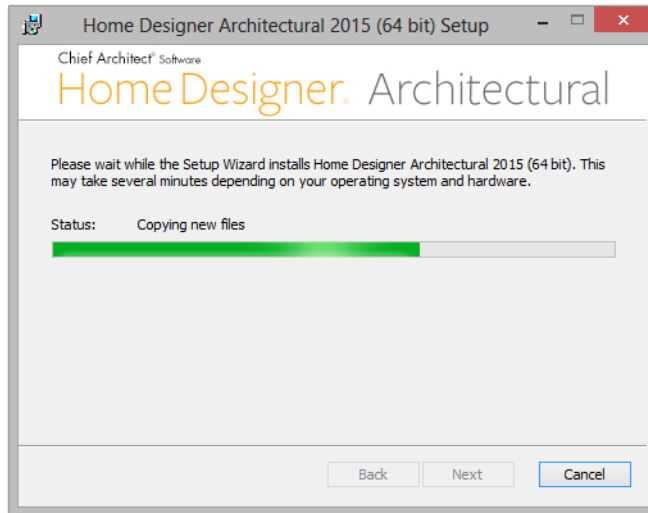 Home Designer Architectural 2015 (64 bit) Setup
Chief Architect® Software
Home Designer® Architectural
Please wait while the Setup Wizard installs Home Designer Architectural 2015 (64 bit). This
may take several minutes depending on your operating system and hardware.
Status: Copying new files
Back Next Cancel